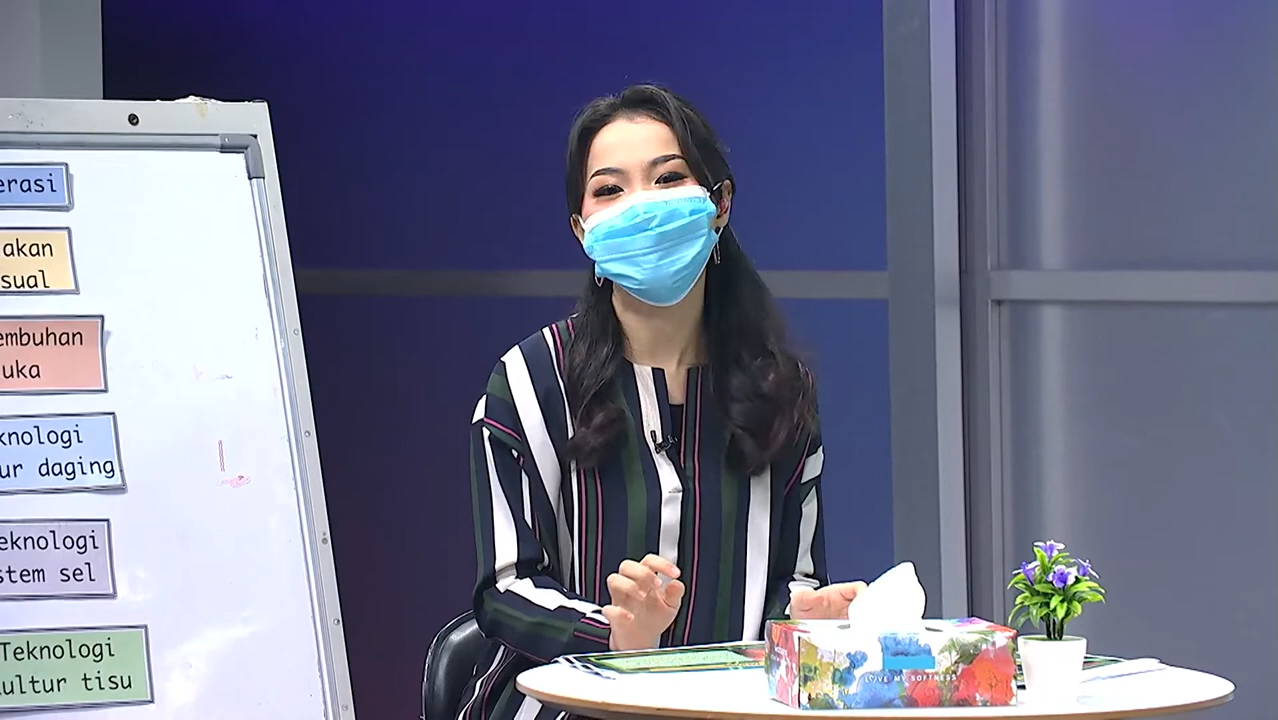 erasi
akan
sual
embuhan
uka
knologi
ur daging
eknologi
stem sel
Teknologi
ultur tisu
LOVE MY SOFTNESS